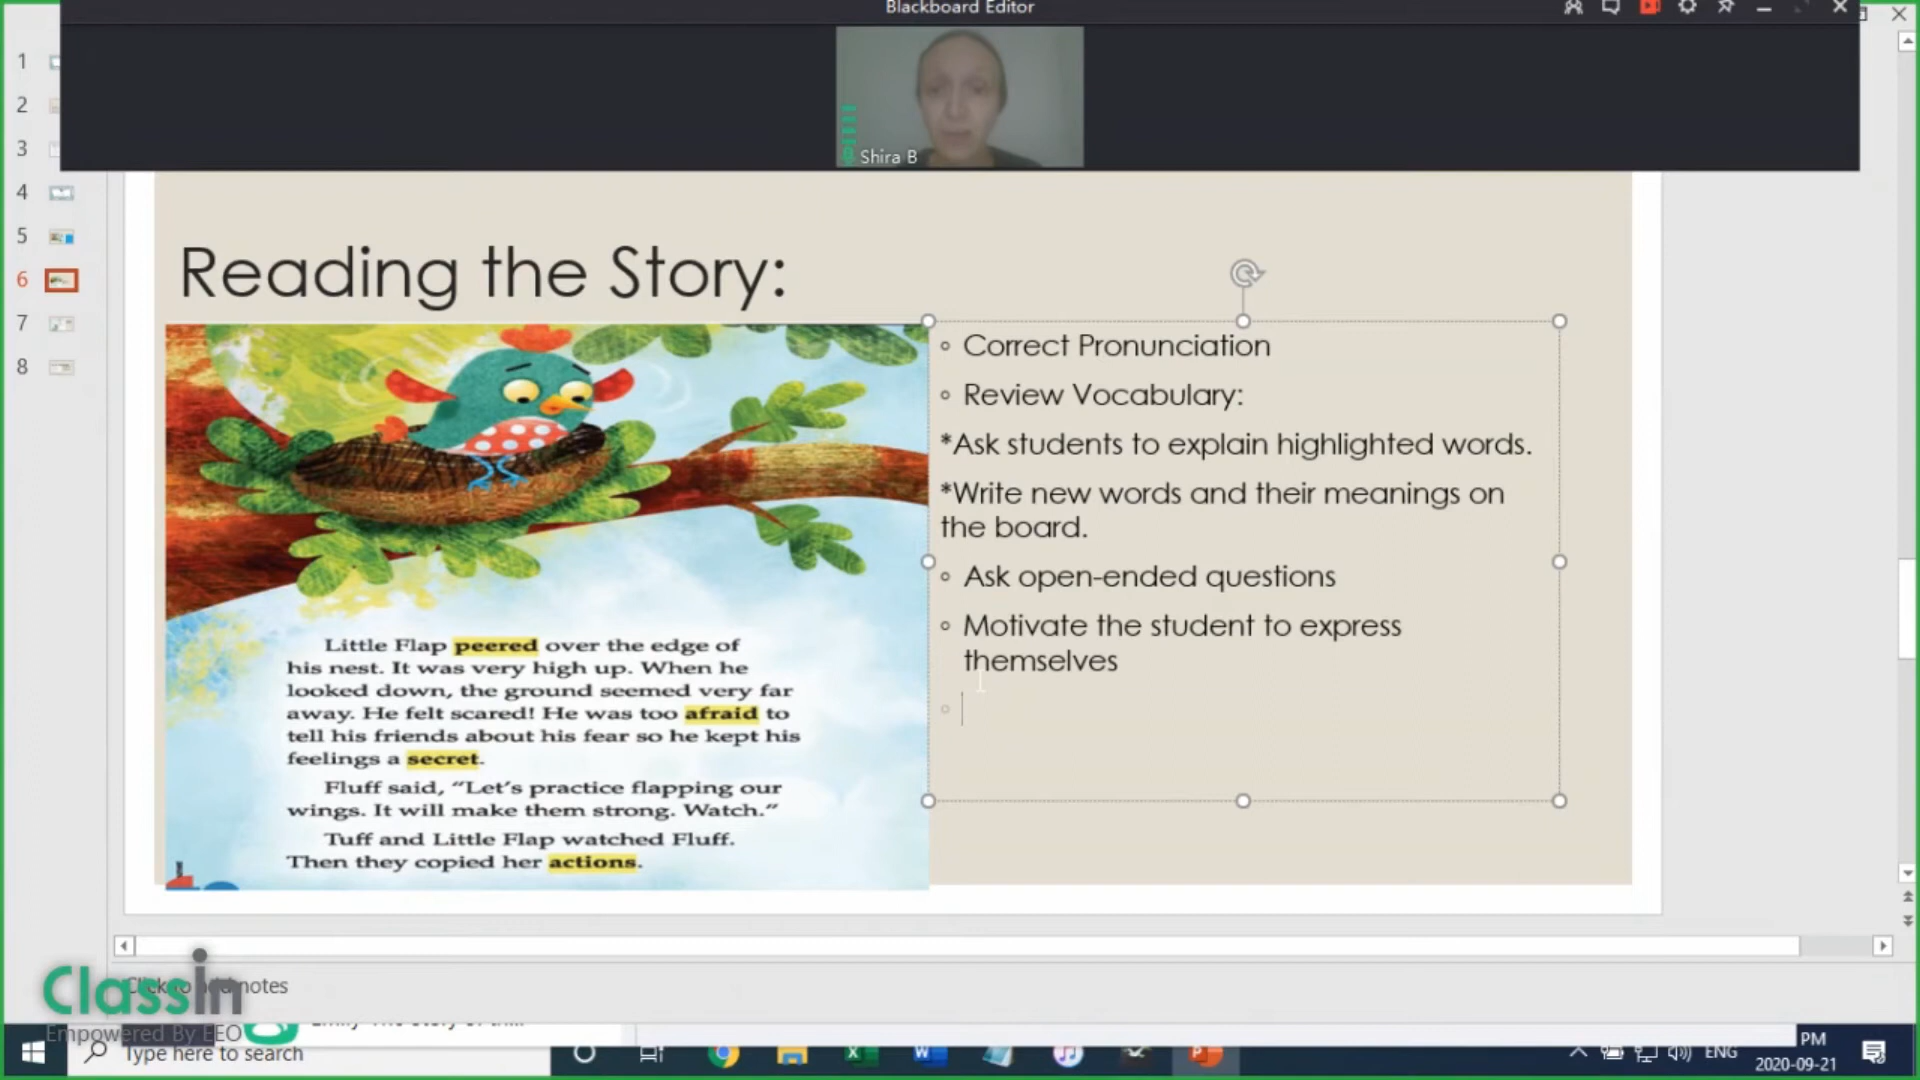 Blackboard Editor
Shira B
1
2
3
4
5
6
7
8
Reading the Story:
Little Flap peered over the edge of
his nest. It was very high up. When he
looked down, the ground seemed very far
away. He felt scared! He was too afraid to
tell his friends about his fear so he kept his
feelings a secret.
Fluff said, “Let’s practice flapping our
wings. It will make them strong. Watch.”
Tuff and Little Flap watched Fluff.
Then they copied her actions.
◦ Correct Pronunciation
◦ Review Vocabulary:
*Ask students to explain highlighted words.
*Write new words and their meanings on
the board.
◦ Ask open-ended questions
◦ Motivate the student to express
themselves
Click to add notes
ClassIn
Empowered By EEO
Type here to search
ENG
PM
2020-09-21